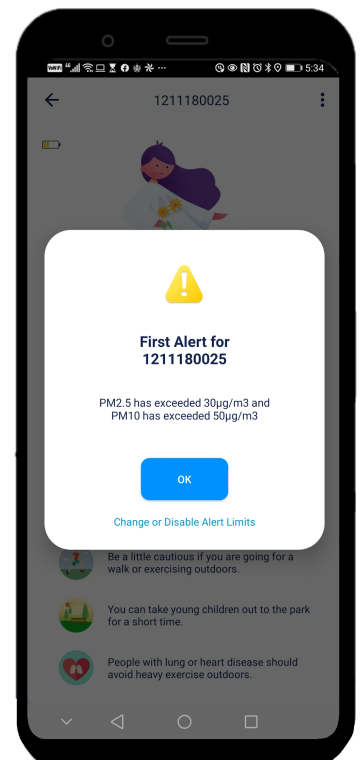 5:34
1211180025
First Alert for
1211180025
PM2.5 has exceeded 30µg/m3 and
PM10 has exceeded 50µg/m3
OK
Change or Disable Alert Limits
Be a little cautious if you are going for a
walk or exercising outdoors.
You can take young children out to the park
for a short time.
People with lung or heart disease should
avoid heavy exercise outdoors.